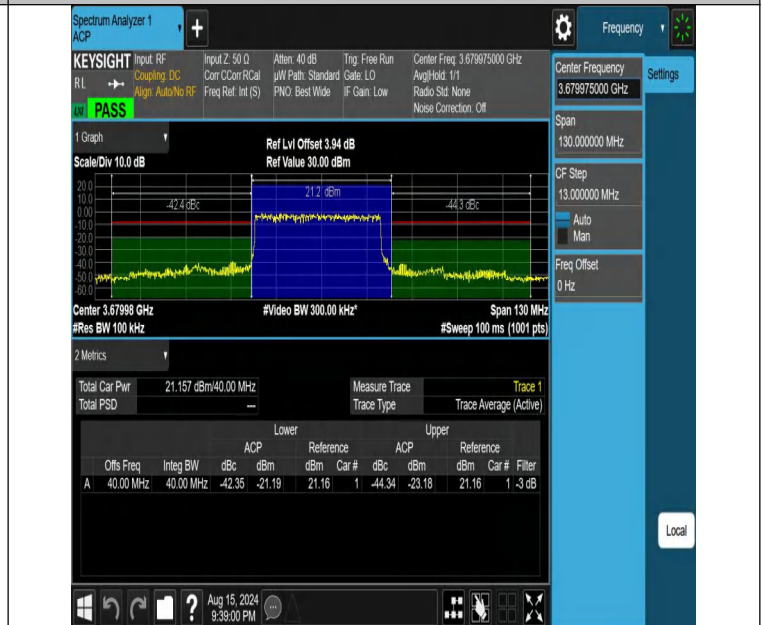 Spectrum Analyzer 1
ACP
+
Frequency
KEYSIGHT Input: RF Input Z: 50 Ω Atten: 40 dB Trig: Free Run Center Freq: 3.679975000 GHz
RL Coupling: DC Corr CCorr RCal µW Path: Standard Gate: LO Avg|Hold: 1/1
Align: Auto/No RF Freq Ref: Int (S) PNO: Best Wide IF Gain: Low Radio Std: None
PASS Noise Correction: Off
Center Frequency
3.679975000 GHz
Settings
Span
130.000000 MHz
CF Step
13.000000 MHz
Auto
Man
Freq Offset
0 Hz
Local
1 Graph
Ref Lvl Offset 3.94 dB
Scale/Div 10.0 dB Ref Value 30.00 dBm
20.0
10.0
0.00
-10.0
-20.0
-30.0
-40.0
-50.0
-60.0
-42.4 dBc 21.2 dBm -44.3 dBc
Center 3.67998 GHz #Video BW 300.00 kHz* Span 130 MHz
#Res BW 100 kHz #Sweep 100 ms (1001 pts)
2 Metrics
Total Car Pwr 21.157 dBm/40.00 MHz Measure Trace Trace 1
Total PSD --- Trace Type Trace Average (Active)
Lower Upper
ACP Reference ACP Reference
Offs Freq Integ BW dBc dBm dBm Car # dBc dBm dBm Car # Filter
A 40.00 MHz 40.00 MHz -42.35 -21.19 21.16 1 -44.34 -23.18 21.16 1 -3 dB
? Aug 15, 2024
9:39:00 PM